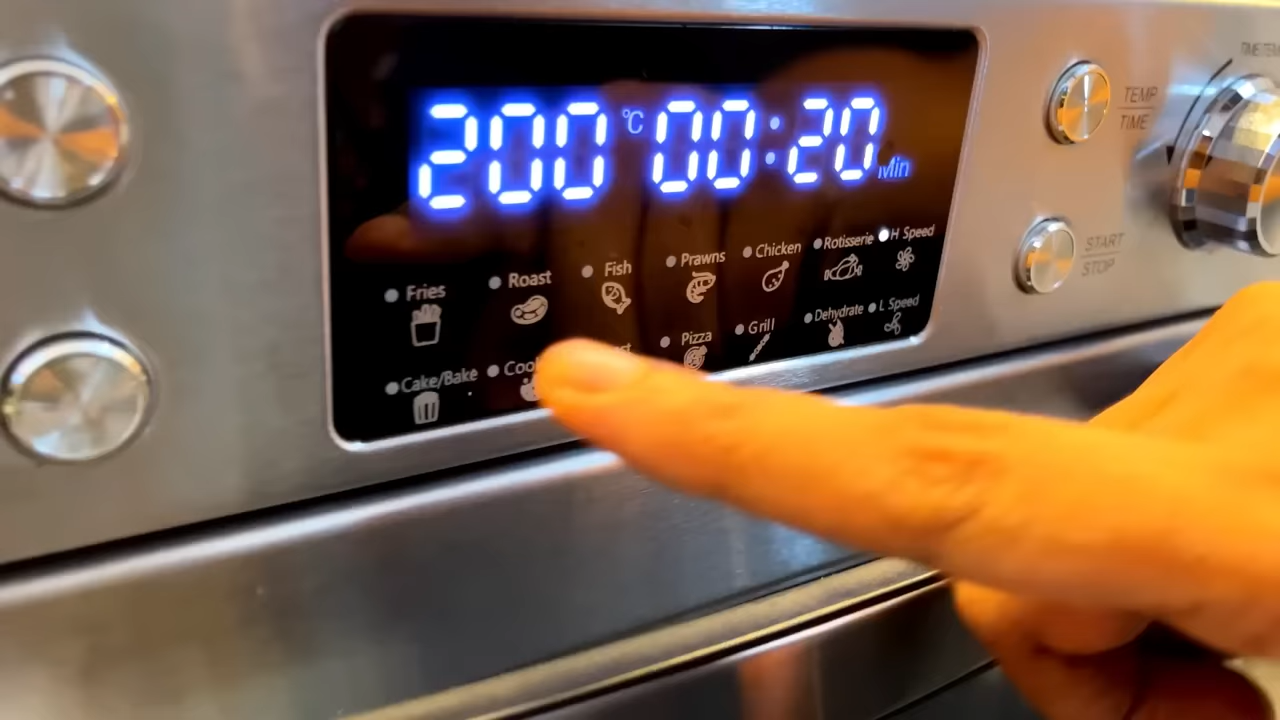 200 °C 00:20 Min
Fries
Roast
Fish
Prawns
Chicken
Rotisserie
H Speed
Cake/Bake
Pizza
Grill
Dehydrate
L Speed
TEMP
TIME
START
STOP